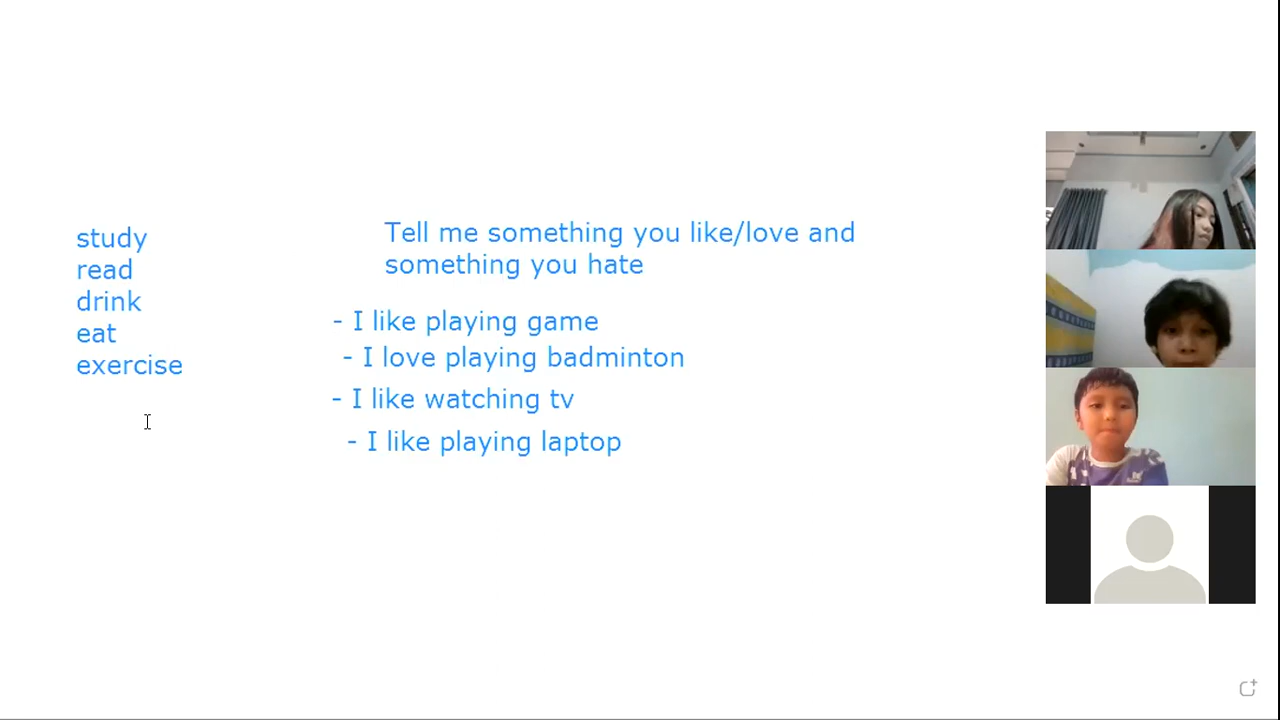 study
read
drink
eat
exercise
Tell me something you like/love and
something you hate
- I like playing game
- I love playing badminton
- I like watching tv
- I like playing laptop